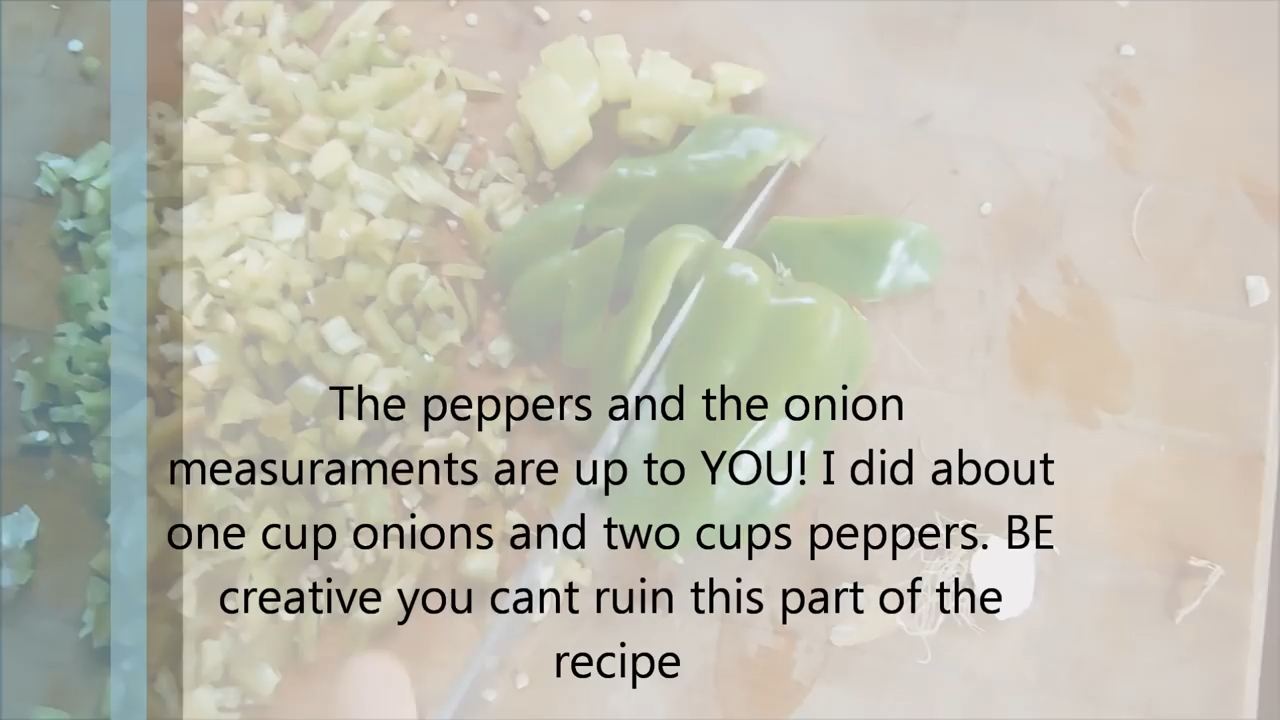 The peppers and the onion
measuraments are up to YOU! I did about
one cup onions and two cups peppers. BE
creative you cant ruin this part of the
recipe